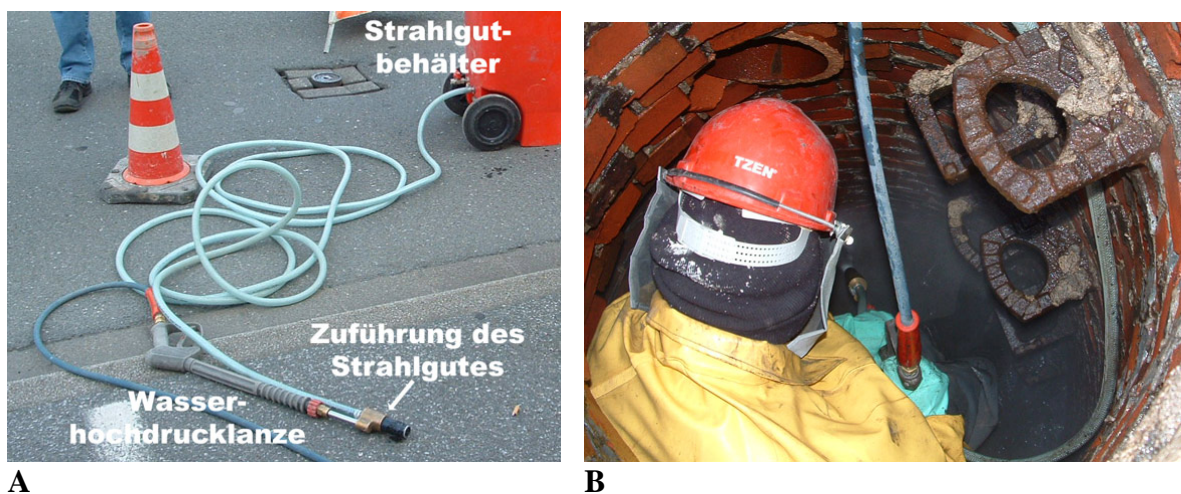 Strahlgut-
behälter
Zuführung des
Strahlgutes
Wasser-
hochdrucklanze
TZEN
A
B